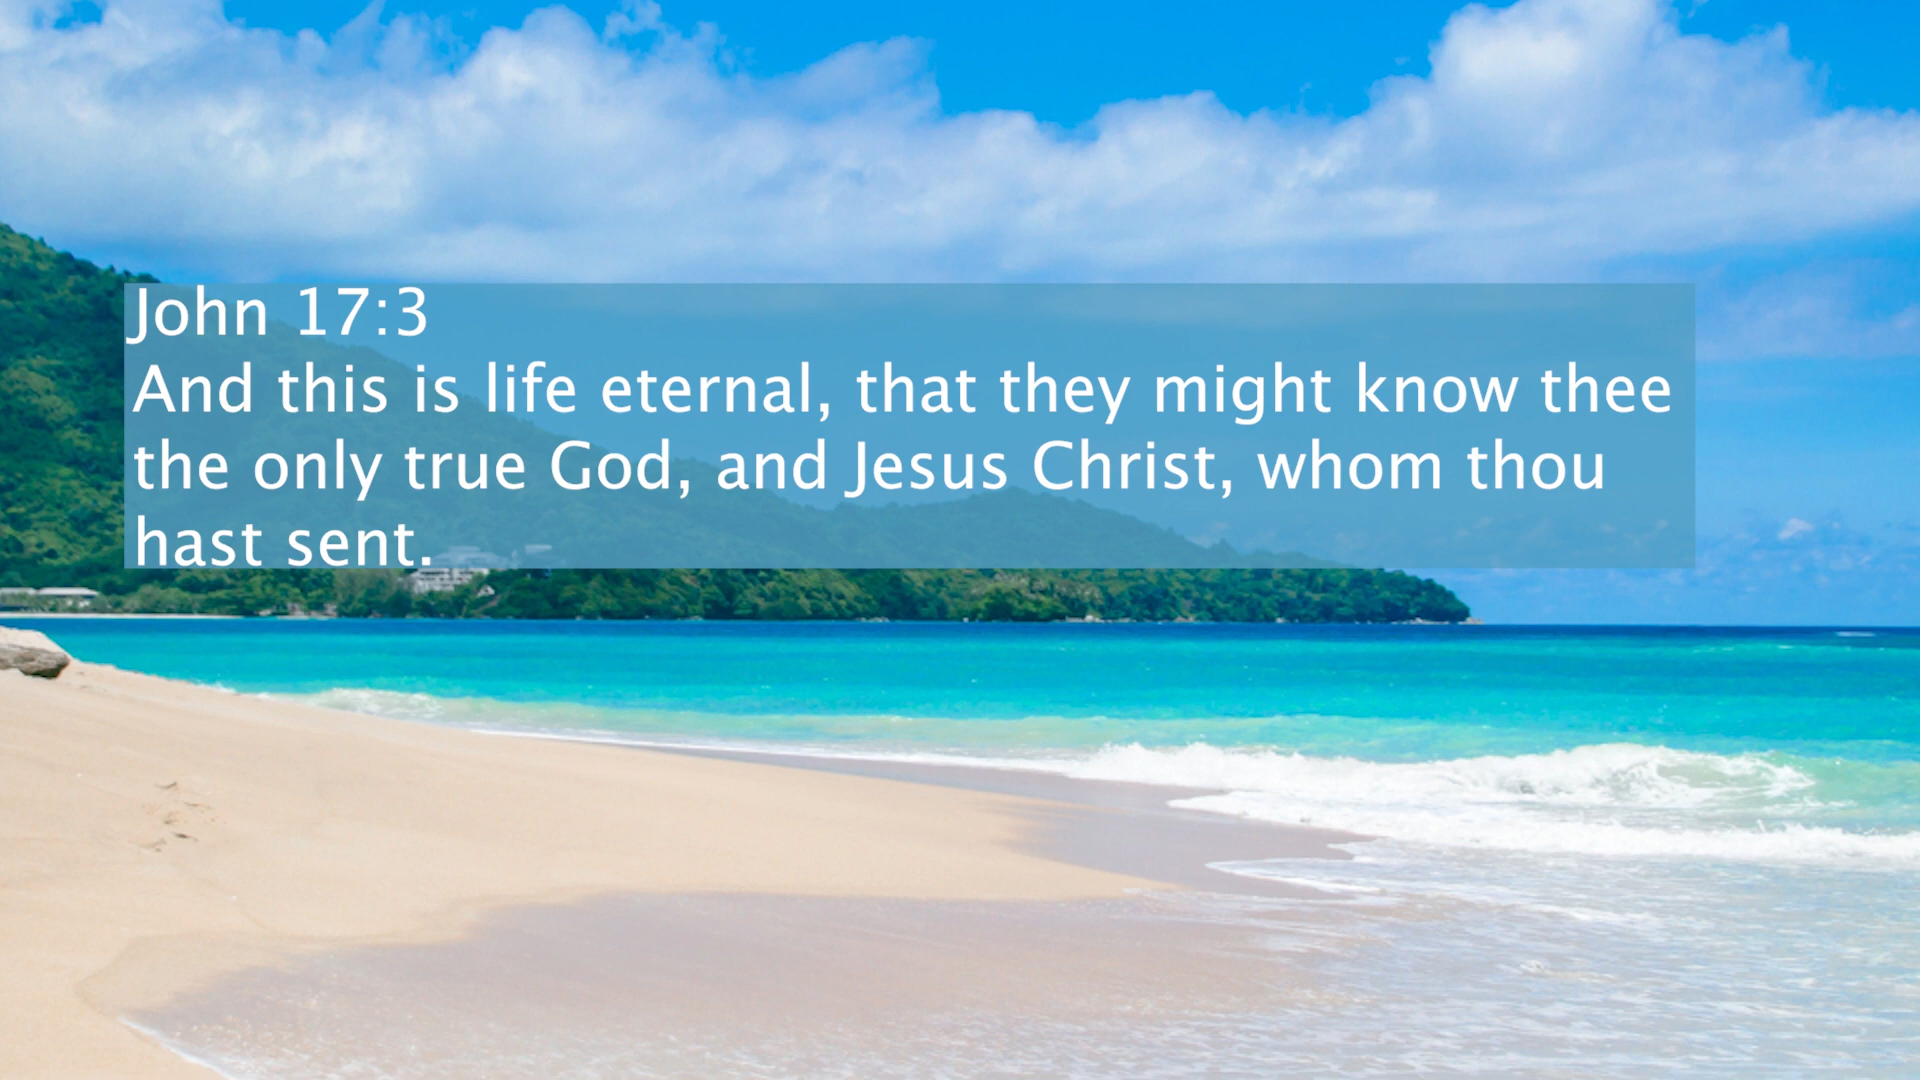 John 17:3
And this is life eternal, that they might know thee
the only true God, and Jesus Christ, whom thou
hast sent.